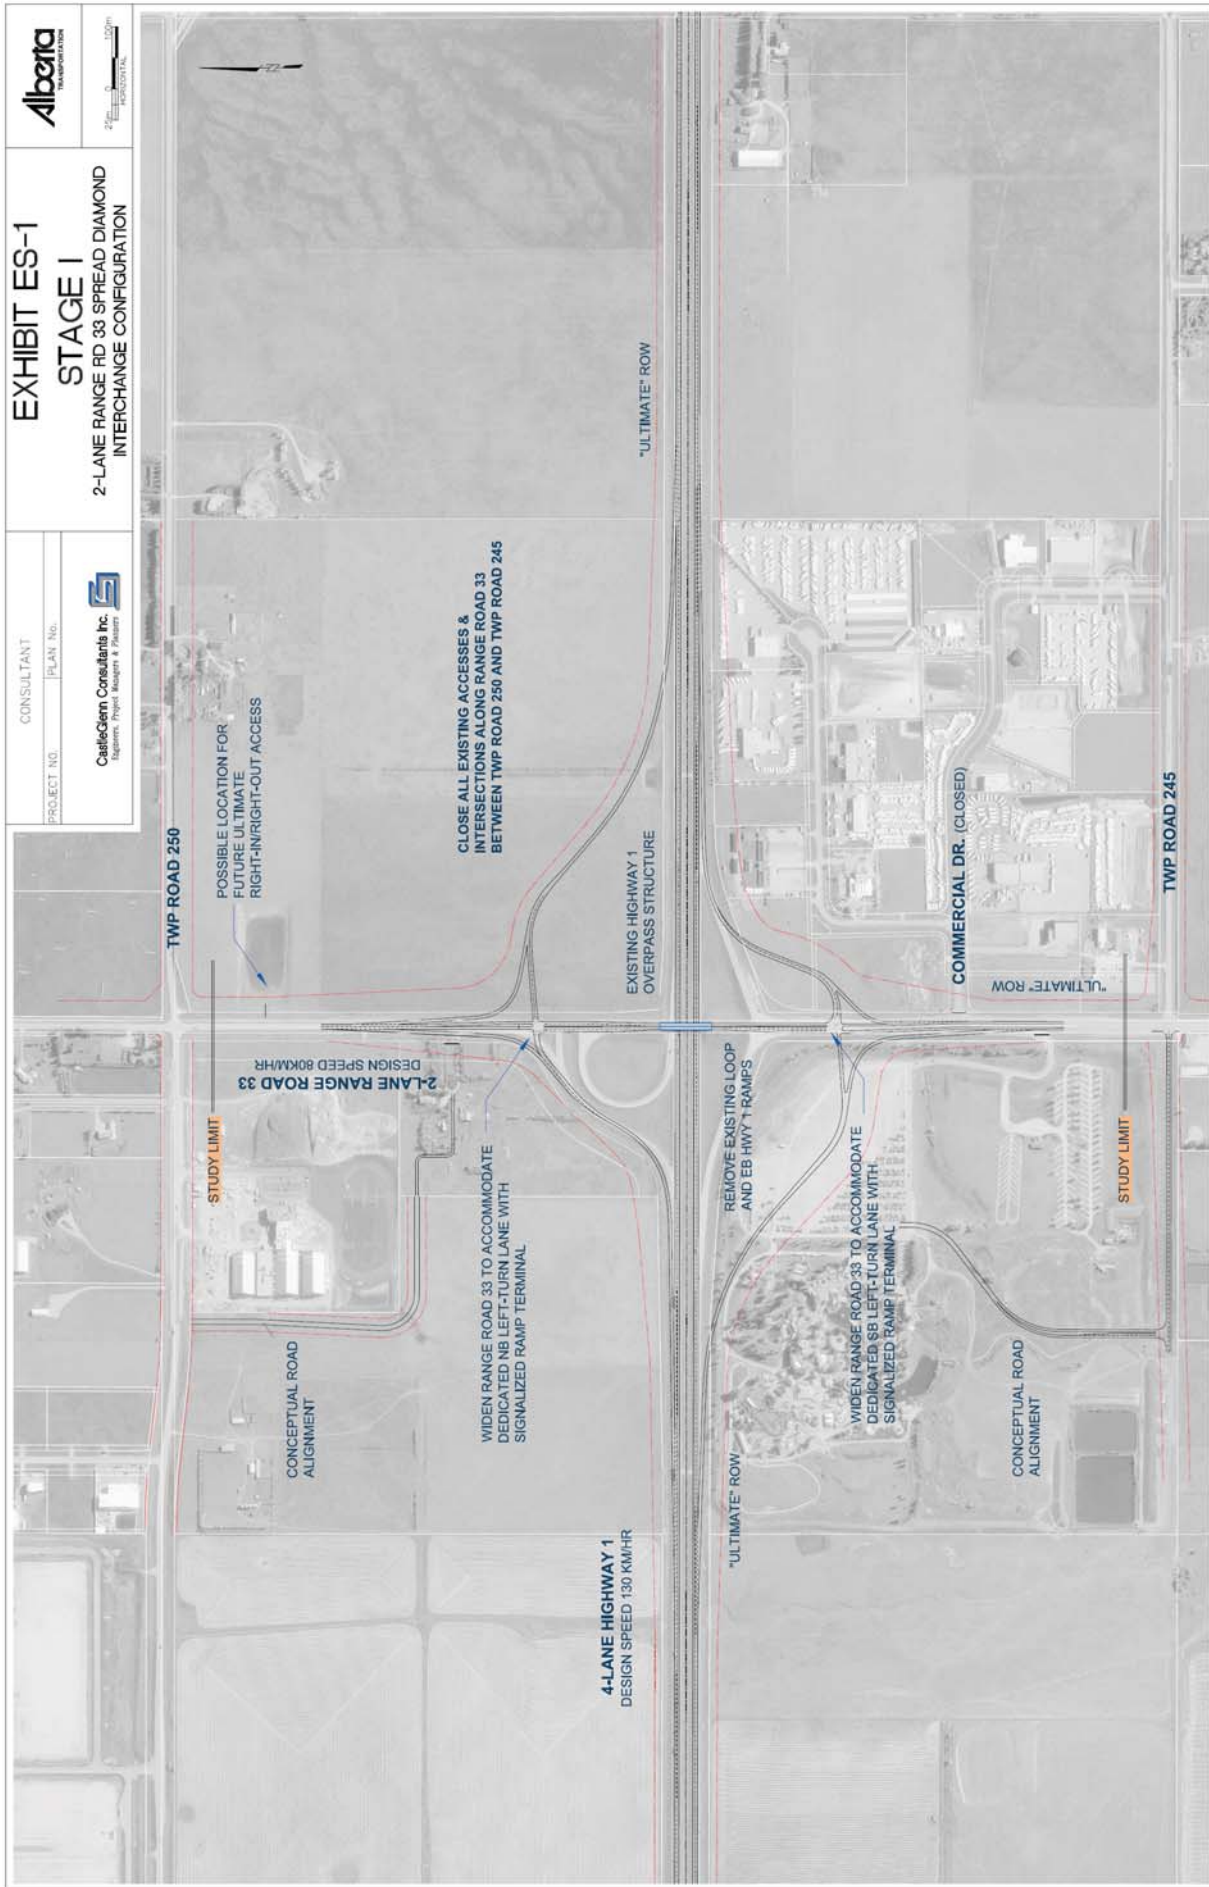 EXHIBIT ES-1
STAGE I
2-LANE RANGE RD 33 SPREAD DIAMOND
INTERCHANGE CONFIGURATION
Alberta
TRANSPORTATION
25m 0 100m
HORIZONTAL
CONSULTANT
PROJECT NO.
PLAN No.
CastleGlenn Consultants Inc.
Engineers, Project Managers & Planners
TWP ROAD 250
POSSIBLE LOCATION FOR
FUTURE ULTIMATE
RIGHT-IN/RIGHT-OUT ACCESS
STUDY LIMIT
2-LANE RANGE ROAD 33
DESIGN SPEED 80KM/HR
CONCEPTUAL ROAD
ALIGNMENT
CLOSE ALL EXISTING ACCESSES &
INTERSECTIONS ALONG RANGE ROAD 33
BETWEEN TWP ROAD 250 AND TWP ROAD 245
WIDEN RANGE ROAD 33 TO ACCOMMODATE
DEDICATED NB LEFT-TURN LANE WITH
SIGNALIZED RAMP TERMINAL
4-LANE HIGHWAY 1
DESIGN SPEED 130 KM/HR
EXISTING HIGHWAY 1
OVERPASS STRUCTURE
"ULTIMATE" ROW
"ULTIMATE" ROW
REMOVE EXISTING LOOP
AND EB HWY 1 RAMPS
WIDEN RANGE ROAD 33 TO ACCOMMODATE
DEDICATED SB LEFT-TURN LANE WITH
SIGNALIZED RAMP TERMINAL
COMMERCIAL DR. (CLOSED)
"ULTIMATE" ROW
CONCEPTUAL ROAD
ALIGNMENT
STUDY LIMIT
TWP ROAD 245